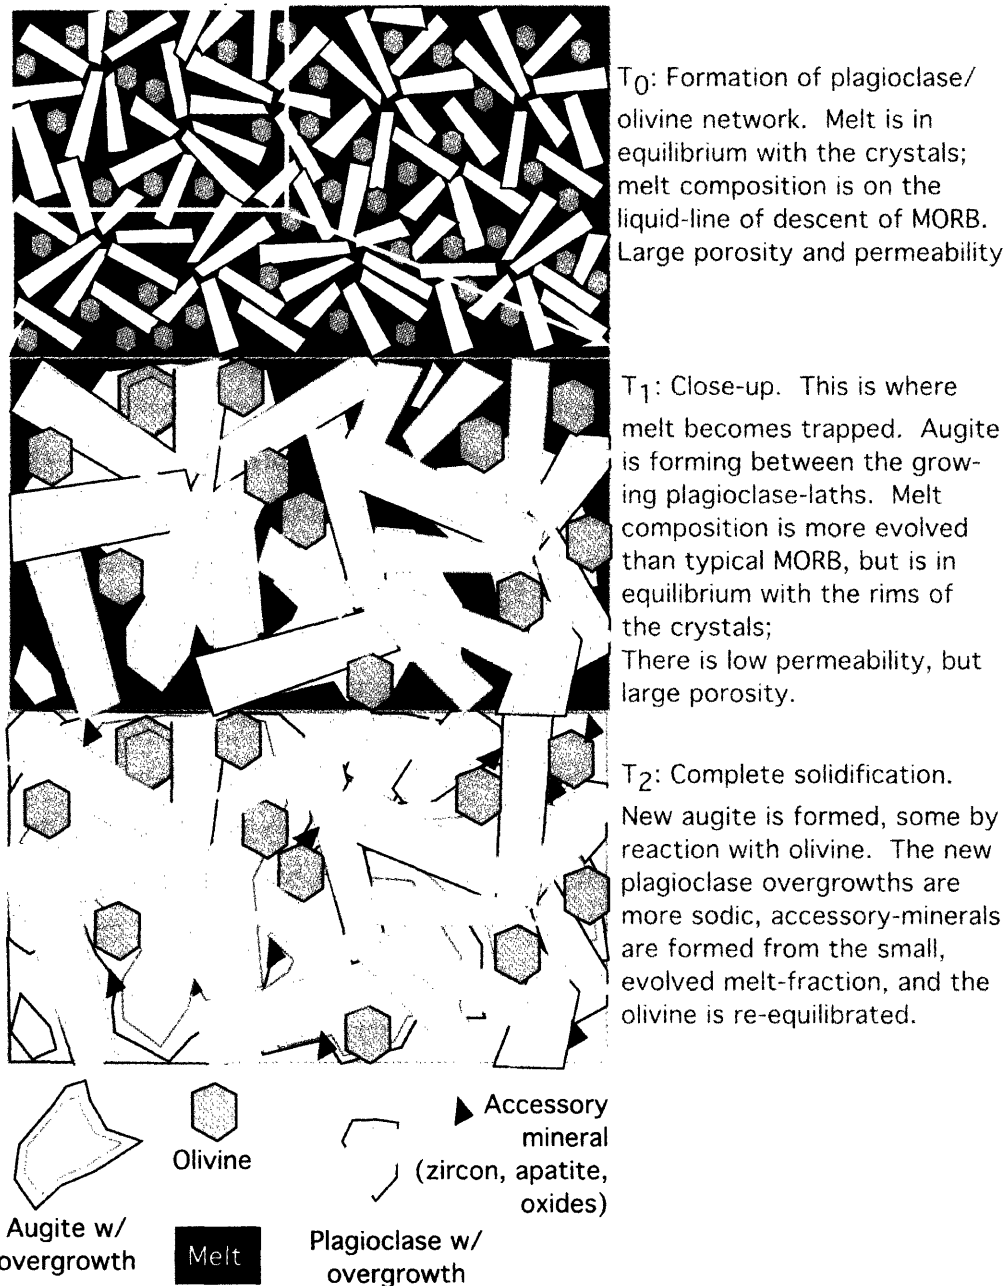 T0: Formation of plagioclase/
olivine network. Melt is in
equilibrium with the crystals;
melt composition is on the
liquid-line of descent of MORB.
Large porosity and permeability
T1: Close-up. This is where
melt becomes trapped. Augite
is forming between the grow-
ing plagioclase-laths. Melt
composition is more evolved
than typical MORB, but is in
equilibrium with the rims of
the crystals;
There is low permeability, but
large porosity.
T2: Complete solidification.
New augite is formed, some by
reaction with olivine. The new
plagioclase overgrowths are
more sodic, accessory-minerals
are formed from the small,
evolved melt-fraction, and the
olivine is re-equilibrated.
Augite w/
overgrowth
Olivine
Melt
Plagioclase w/
overgrowth
Accessory
mineral
(zircon, apatite,
oxides)